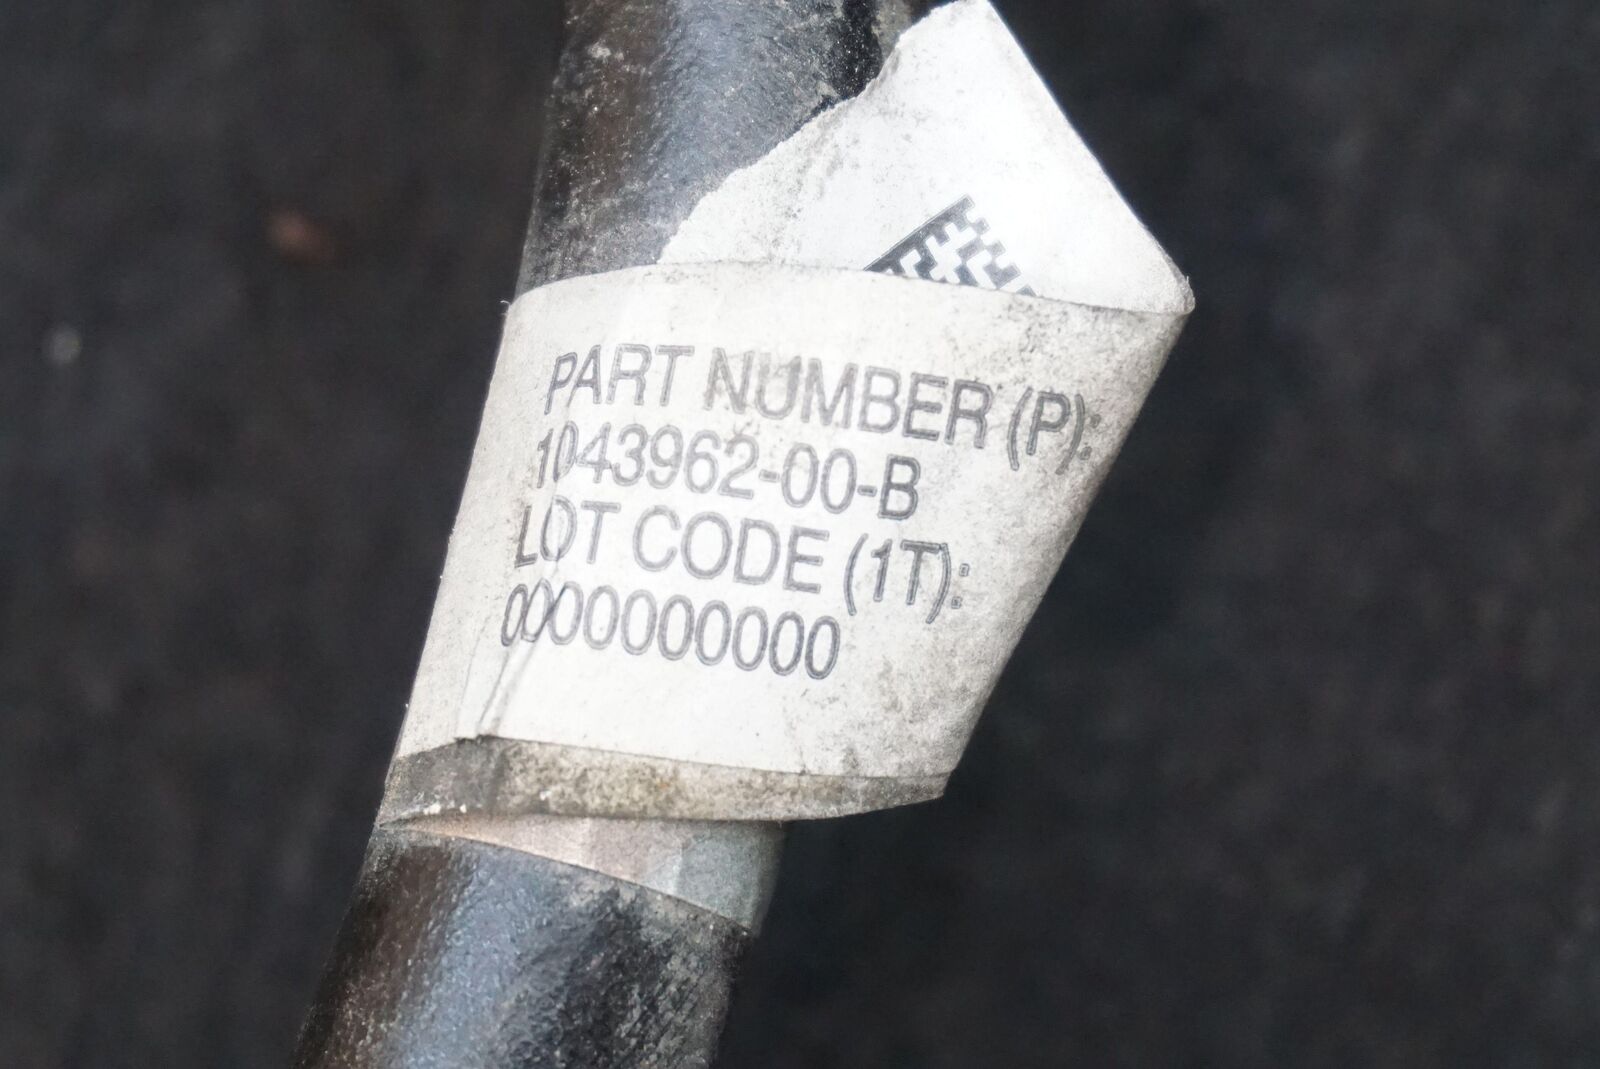 PART NUMBER (P):
1043962-00-B
LOT CODE (1T):
0000000000